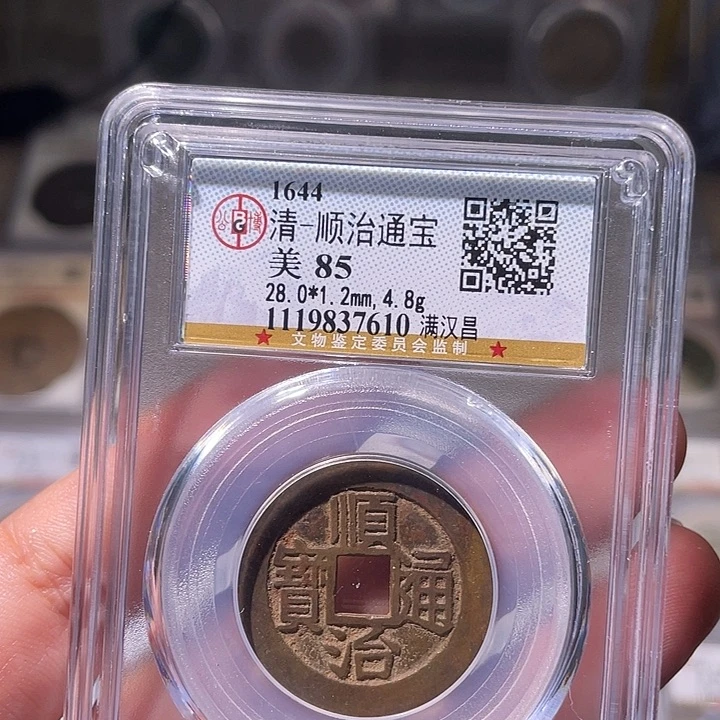 1644
清-顺治通宝
美 85
28.0*1.2mm, 4.8g
1119837610 满汉昌
文物鉴定委员会监制
順
寶 通
治